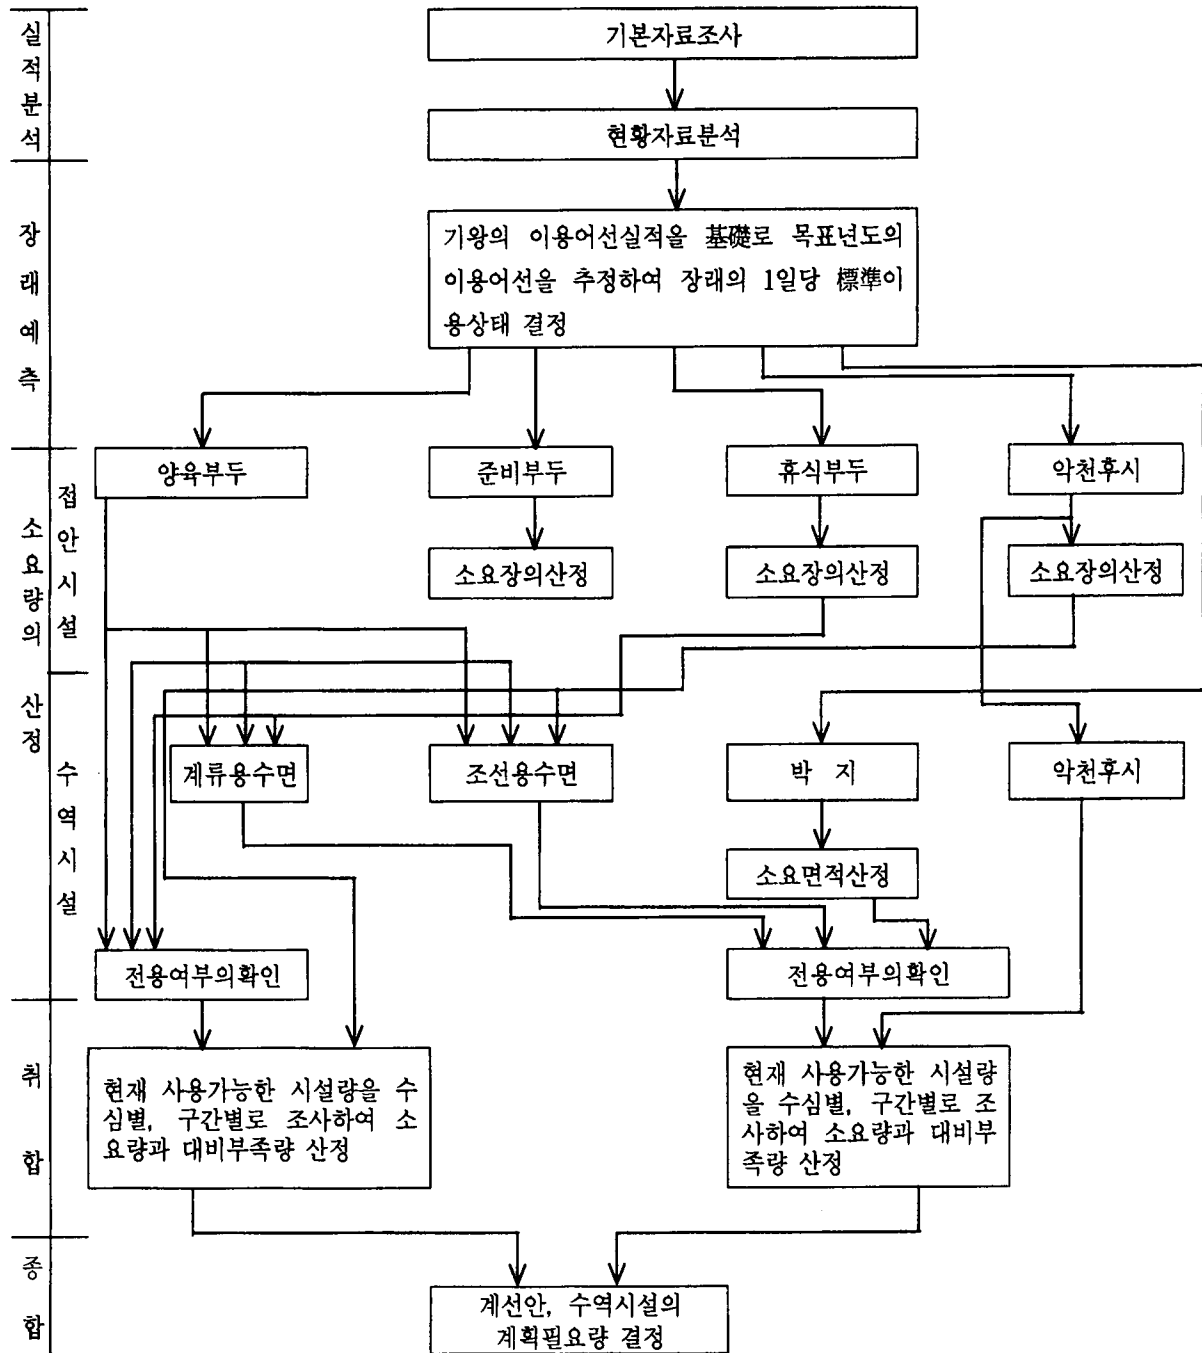 실적분석
기본자료조사
현황자료분석
장래예측
기왕의 이용어선실적을 基礎로 목표년도의
이용어선을 추정하여 장래의 1일당 標準이
용상태 결정
소요량의 산정
접안시설
양육부두
준비부두
휴식부두
악천후시
소요장의산정
소요장의산정
소요장의산정
수역시설
계류용수면
조선용수면
박 지
악천후시
소요면적산정
전용여부의확인
전용여부의확인
취합
현재 사용가능한 시설량을 수
심별, 구간별로 조사하여 소
요량과 대비부족량 산정
현재 사용가능한 시설량
을 수심별, 구간별로 조
사하여 소요량과 대비부
족량 산정
종합
계선안, 수역시설의
계획필요량 결정